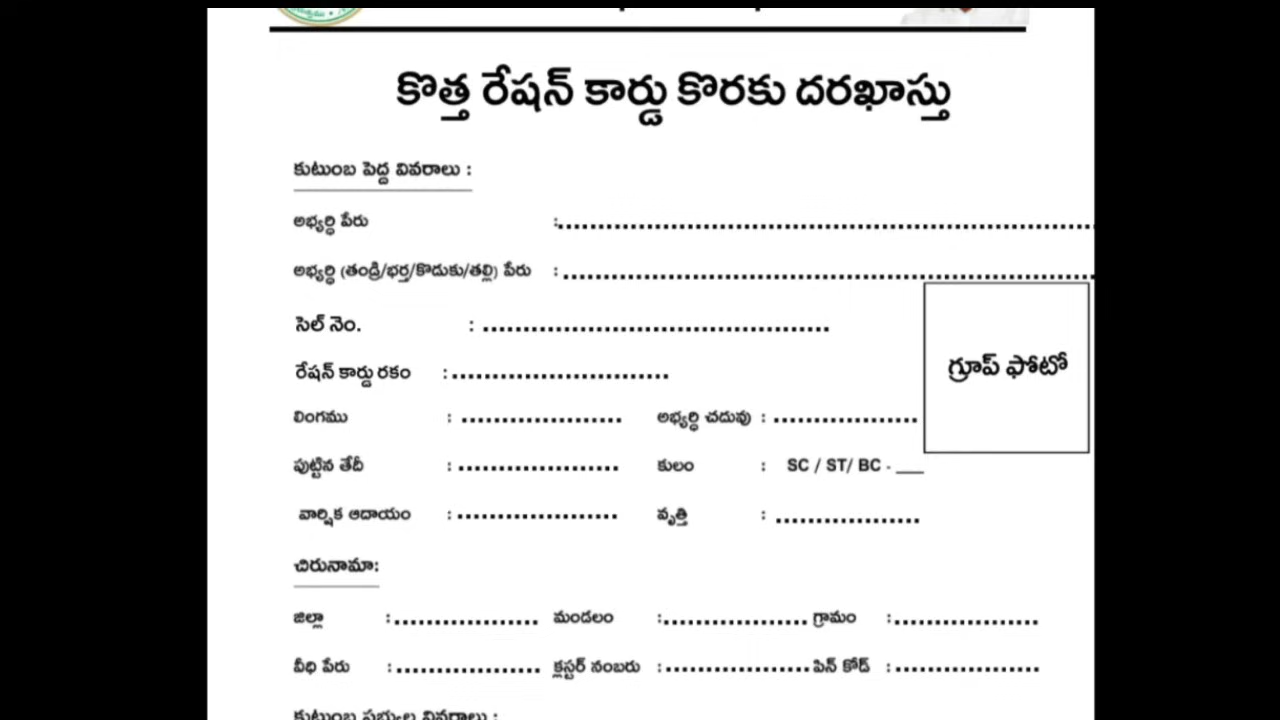 కొత్త రేషన్ కార్డు కొరకు దరఖాస్తు
కుటుంబ పెద్ద వివరాలు :
అభ్యర్ధి పేరు :
అభ్యర్ధి (తండ్రి/భర్త/కొడుకు/తల్లి) పేరు :
సెల్ నెం. :
గ్రూప్ ఫోటో
రేషన్ కార్డు రకం :
లింగము : అభ్యర్ధి చదువు :
పుట్టిన తేదీ : కులం : SC / ST/ BC - ___
వార్షిక ఆదాయం : వృత్తి :
చిరునామా:
జిల్లా : మండలం : గ్రామం :
వీధి పేరు : క్లస్టర్ నంబరు : పిన్ కోడ్ :
కుటుంబ సభ్యుల వివరాలు :